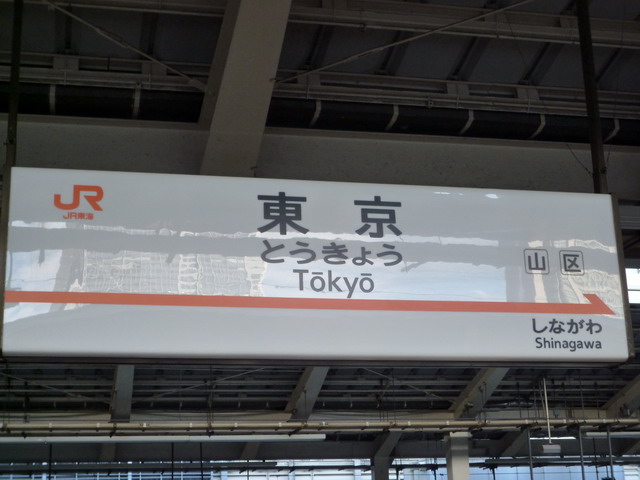 JR
JR東海
東京
とうきょう
Tōkyō
山区
しながわ
Shinagawa